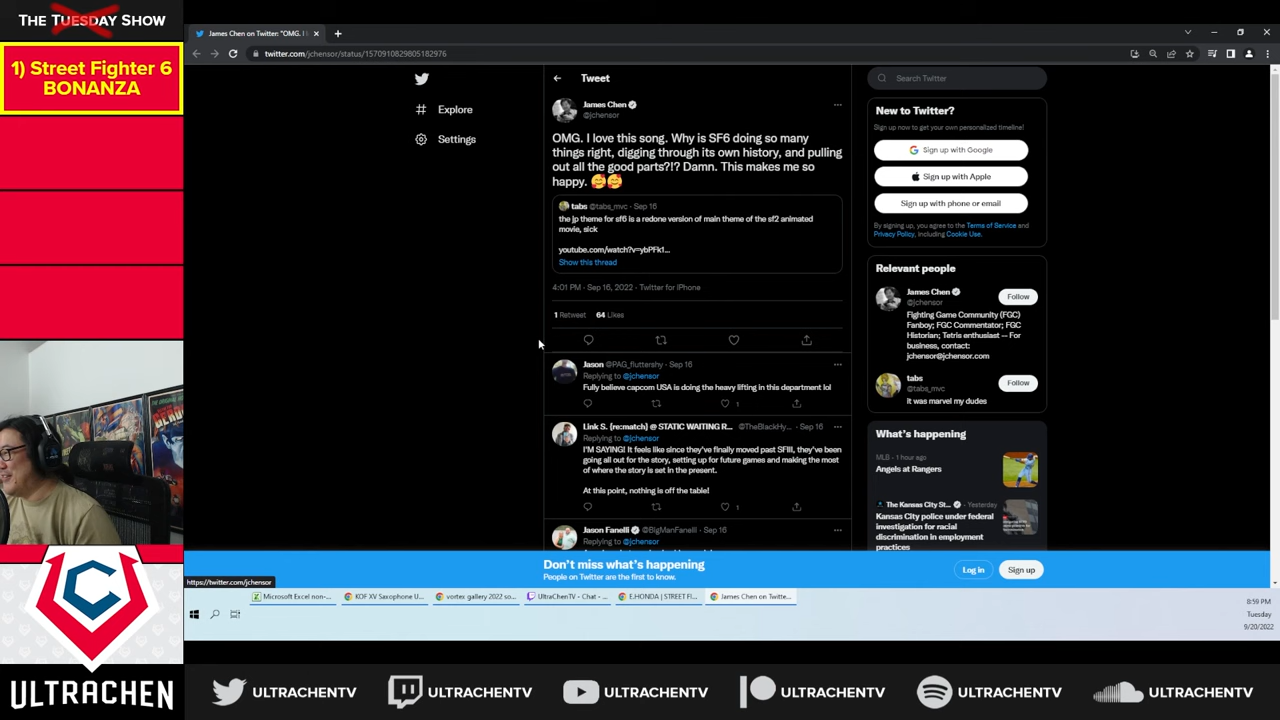 THE TUESDAY SHOW
1) Street Fighter 6
BONANZA
James Chen on Twitter: "OMG. I
twitter.com/jchensor/status/1570910829805182976
Explore
Settings
Tweet
James Chen
@jchensor
OMG. I love this song. Why is SF6 doing so many
things right, digging through its own history, and pulling
out all the good parts?!? Damn. This makes me so
happy. 🥰🥰
tabs @tabs_mvc · Sep 16
the jp theme for sf6 is a redone version of main theme of the sf2 animated
movie, sick
youtube.com/watch?v=ybPFk1...
Show this thread
4:01 PM · Sep 16, 2022 · Twitter for iPhone
1 Retweet 64 Likes
Jason @PAG_fluttershy · Sep 16
Replying to @jchensor
Fully believe capcom USA is doing the heavy lifting in this department lol
1
Link S. {re:match} @ STATIC WAITING R... @TheBlackHy... · Sep 16
Replying to @jchensor
I'M SAYING! It feels like since they've finally moved past SFIII, they've been
going all out for the story, setting up for future games and making the most
of where the story is set in the present.
At this point, nothing is off the table!
1
Jason Fanelli @BigManFanelli · Sep 16
Replying to @jchensor
Search Twitter
New to Twitter?
Sign up now to get your own personalized timeline!
Sign up with Google
Sign up with Apple
Sign up with phone or email
By signing up, you agree to the Terms of Service and
Privacy Policy, including Cookie Use.
Relevant people
James Chen
@jchensor
Follow
Fighting Game Community (FGC)
Fanboy; FGC Commentator; FGC
Historian; Tetris enthusiast — For
business, contact:
jchensor@jchensor.com
tabs
@tabs_mvc
Follow
it was marvel my dudes
What's happening
MLB · 1 hour ago
Angels at Rangers
The Kansas City St... · Yesterday
Kansas City police under federal
investigation for racial
discrimination in employment
practices
Don't miss what's happening
People on Twitter are the first to know.
Log in
Sign up
https://twitter.com/jchensor
Microsoft Excel non-...
KOF XV Saxophone U...
vortex gallery 2022 so...
UltraChenTV - Chat - ...
E.HONDA | STREET FI...
James Chen on Twitte...
8:59 PM
Tuesday
9/20/2022
ULTRACHEN
ULTRACHENTV
ULTRACHENTV
ULTRACHENTV
ULTRACHENTV
ULTRACHENTV
ULTRACHENTV